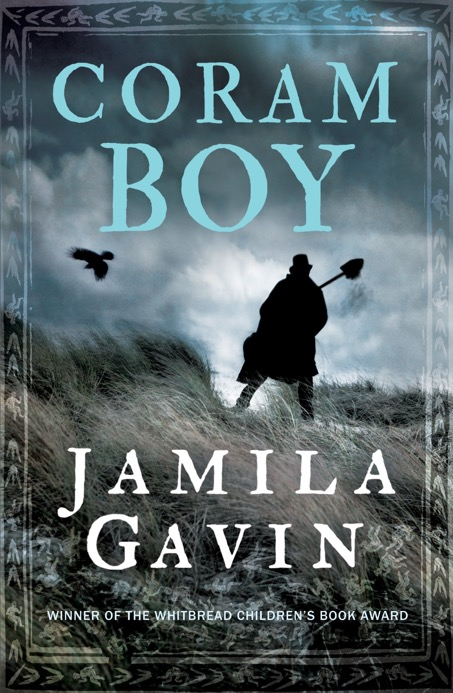 CORAM
BOY
JAMILA
GAVIN
WINNER OF THE WHITBREAD CHILDREN'S BOOK AWARD